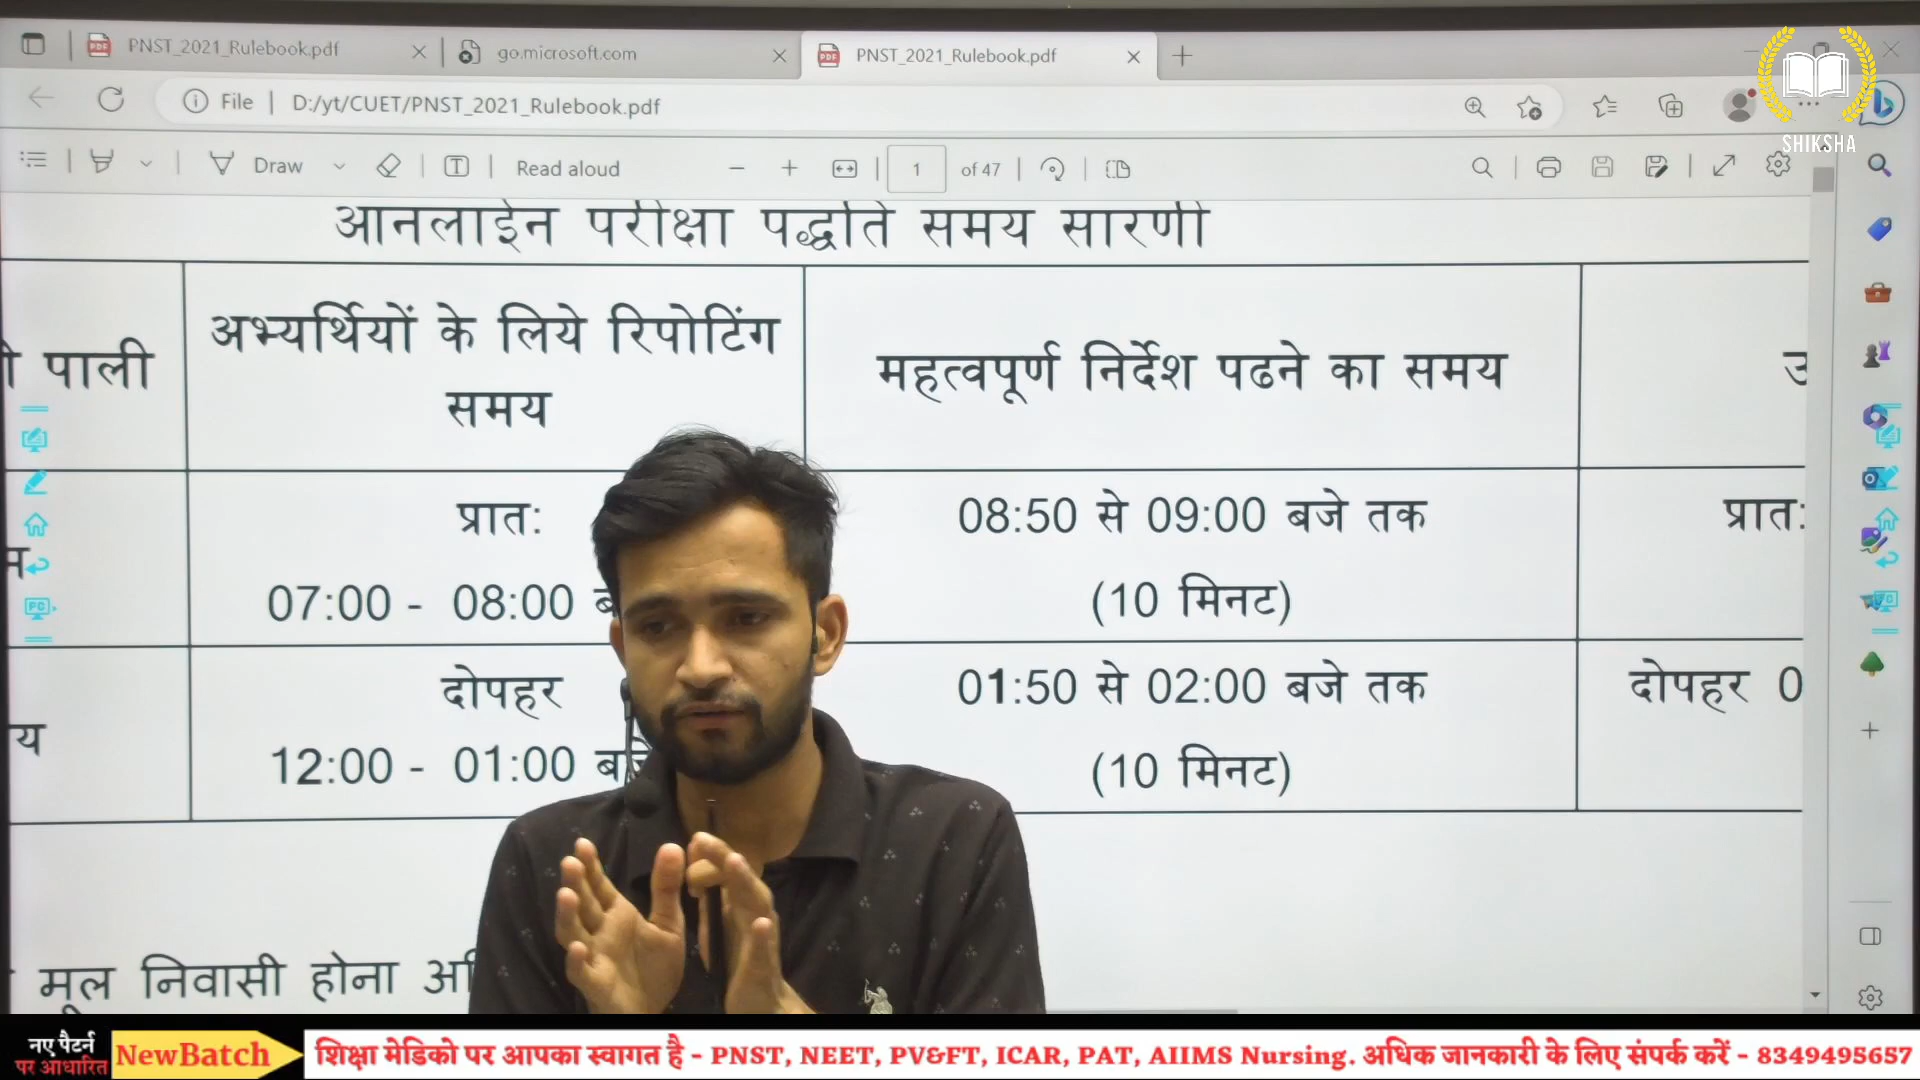 PNST_2021_Rulebook.pdf
go.microsoft.com
PNST_2021_Rulebook.pdf
SHIKSHA
File | D:/yt/CUET/PNST_2021_Rulebook.pdf
Draw
Read aloud
1 of 47
आनलाईन परीक्षा पद्धति समय सारणी
पाली
अभ्यर्थियों के लिये रिपोटिंग
समय
महत्वपूर्ण निर्देश पढने का समय
प्रात:
07:00 - 08:00
08:50 से 09:00 बजे तक
(10 मिनट)
प्रात:
य
दोपहर
12:00 - 01:00 बजे
01:50 से 02:00 बजे तक
(10 मिनट)
दोपहर 0
मूल निवासी होना
नए पैटर्न
पर आधारित
NewBatch
शिक्षा मेडिको पर आपका स्वागत है - PNST, NEET, PV&FT, ICAR, PAT, AIIMS Nursing. अधिक जानकारी के लिए संपर्क करें - 8349495657